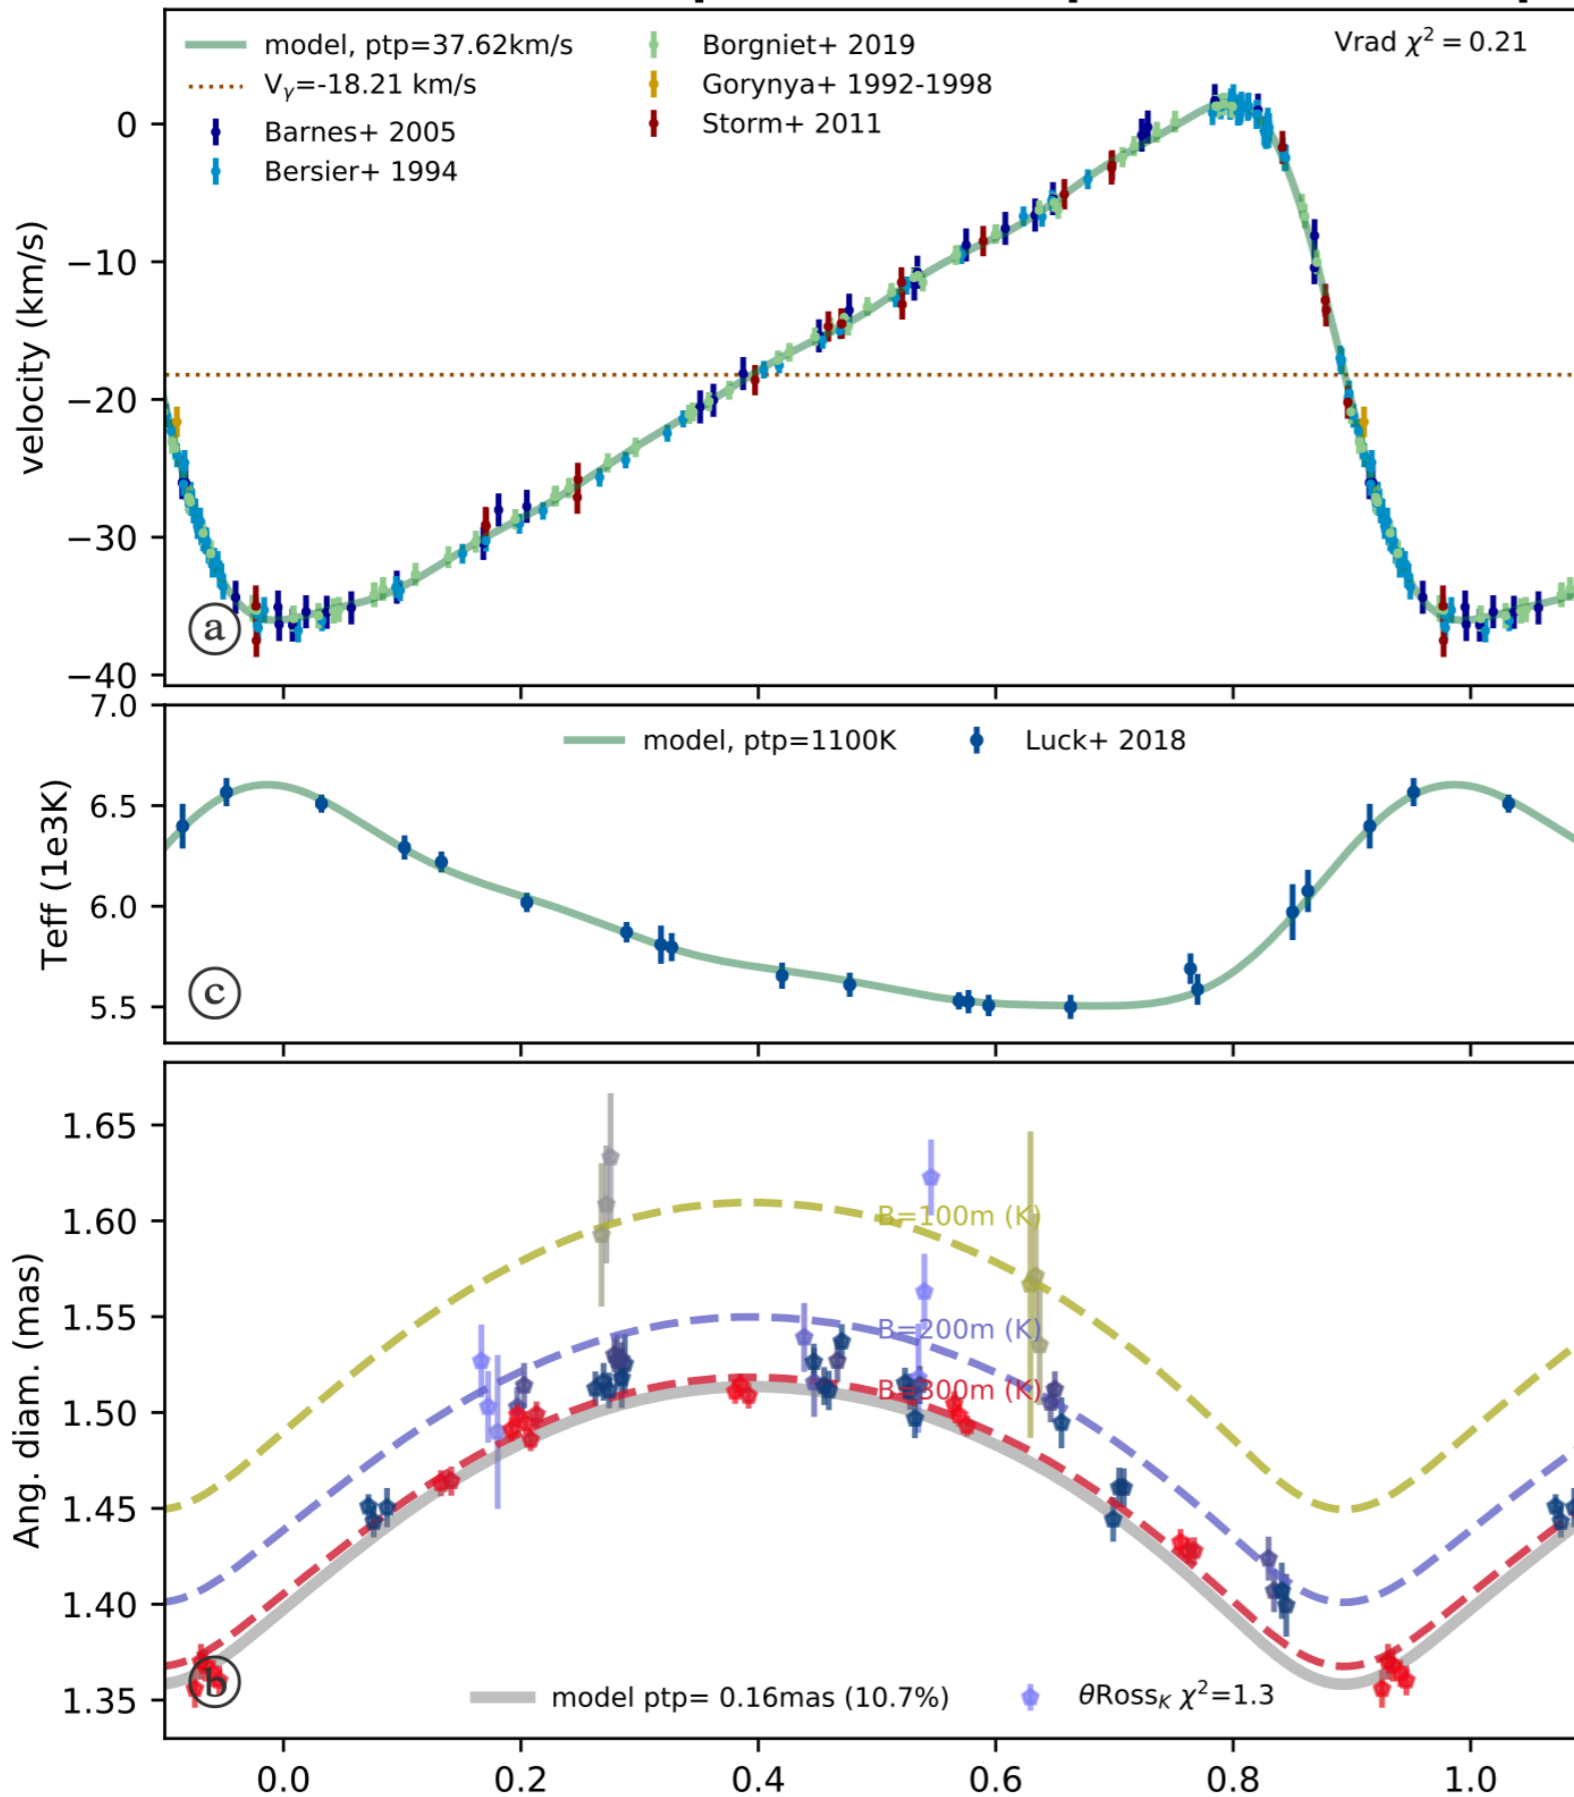 model, ptp=37.62km/s
Vγ=-18.21 km/s
Barnes+ 2005
Bersier+ 1994
Borgniet+ 2019
Gorynya+ 1992-1998
Storm+ 2011
Vrad χ² = 0.21
velocity (km/s)
0
−10
−20
−30
−40
a
model, ptp=1100K
Luck+ 2018
Teff (1e3K)
7.0
6.5
6.0
5.5
c
Ang. diam. (mas)
1.65
1.60
1.55
1.50
1.45
1.40
1.35
B=100m (K)
B=200m (K)
B=300m (K)
b
model ptp= 0.16mas (10.7%)
θRossK χ²=1.3
0.0 0.2 0.4 0.6 0.8 1.0